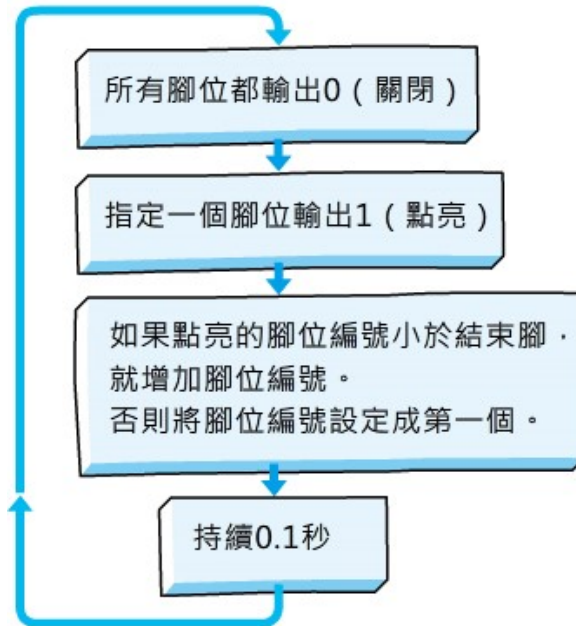 所有腳位都輸出0（關閉）
指定一個腳位輸出1（點亮）
如果點亮的腳位編號小於結束腳，
就增加腳位編號。
否則將腳位編號設定成第一個。
持續0.1秒